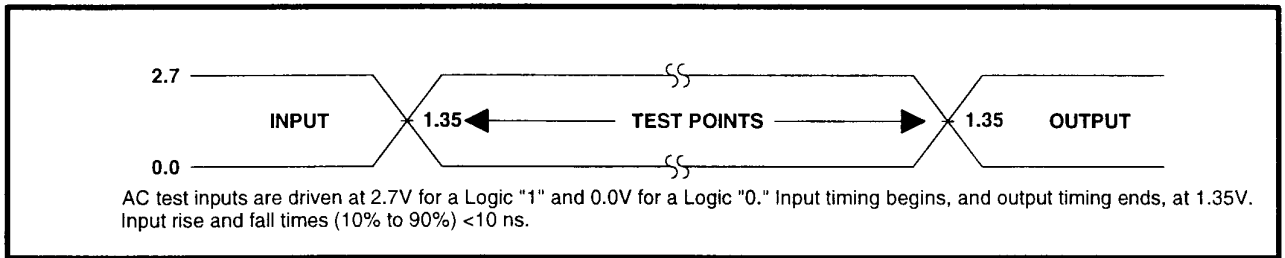 2.7
INPUT 1.35 TEST POINTS 1.35 OUTPUT
0.0
AC test inputs are driven at 2.7V for a Logic "1" and 0.0V for a Logic "0." Input timing begins, and output timing ends, at 1.35V.
Input rise and fall times (10% to 90%) <10 ns.